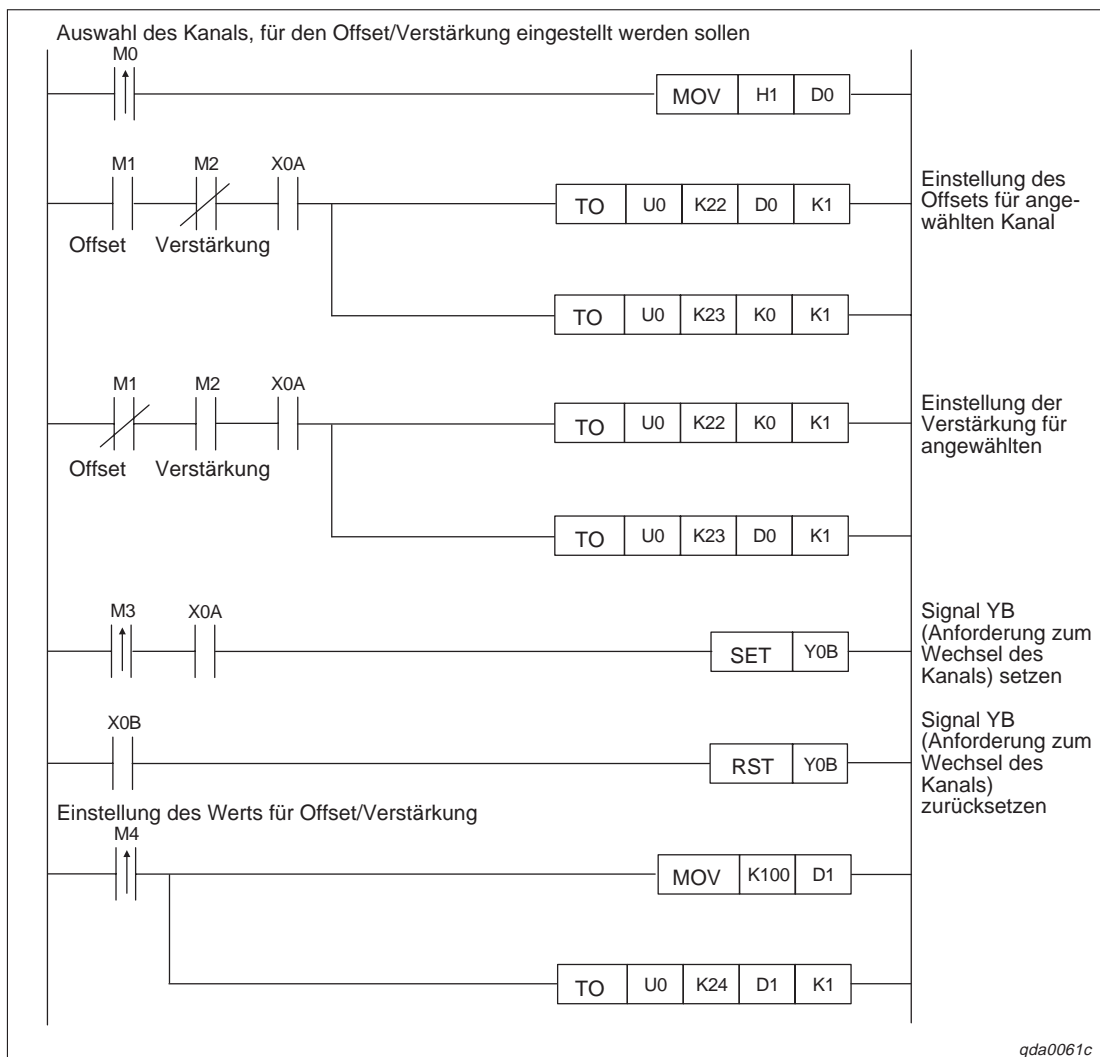 Auswahl des Kanals, für den Offset/Verstärkung eingestellt werden sollen
M0
MOV H1 D0
M1 M2 X0A
TO U0 K22 D0 K1
Einstellung des
Offsets für ange-
wählten Kanal
Offset Verstärkung
TO U0 K23 K0 K1
M1 M2 X0A
TO U0 K22 K0 K1
Einstellung der
Verstärkung für
angewählten
Offset Verstärkung
TO U0 K23 D0 K1
M3 X0A
SET Y0B
Signal YB
(Anforderung zum
Wechsel des
Kanals) setzen
X0B
RST Y0B
Signal YB
(Anforderung zum
Wechsel des
Kanals)
zurücksetzen
Einstellung des Werts für Offset/Verstärkung
M4
MOV K100 D1
TO U0 K24 D1 K1
qda0061c